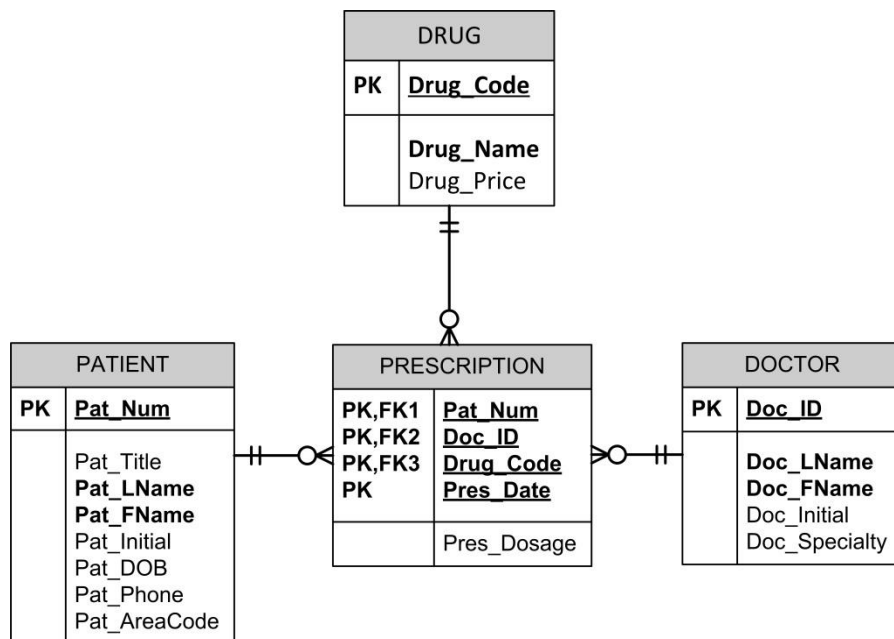 DRUG
PK Drug_Code
Drug_Name
Drug_Price
PATIENT
PK Pat_Num
Pat_Title
Pat_LName
Pat_FName
Pat_Initial
Pat_DOB
Pat_Phone
Pat_AreaCode
PRESCRIPTION
PK,FK1 Pat_Num
PK,FK2 Doc_ID
PK,FK3 Drug_Code
PK Pres_Date
Pres_Dosage
DOCTOR
PK Doc_ID
Doc_LName
Doc_FName
Doc_Initial
Doc_Specialty